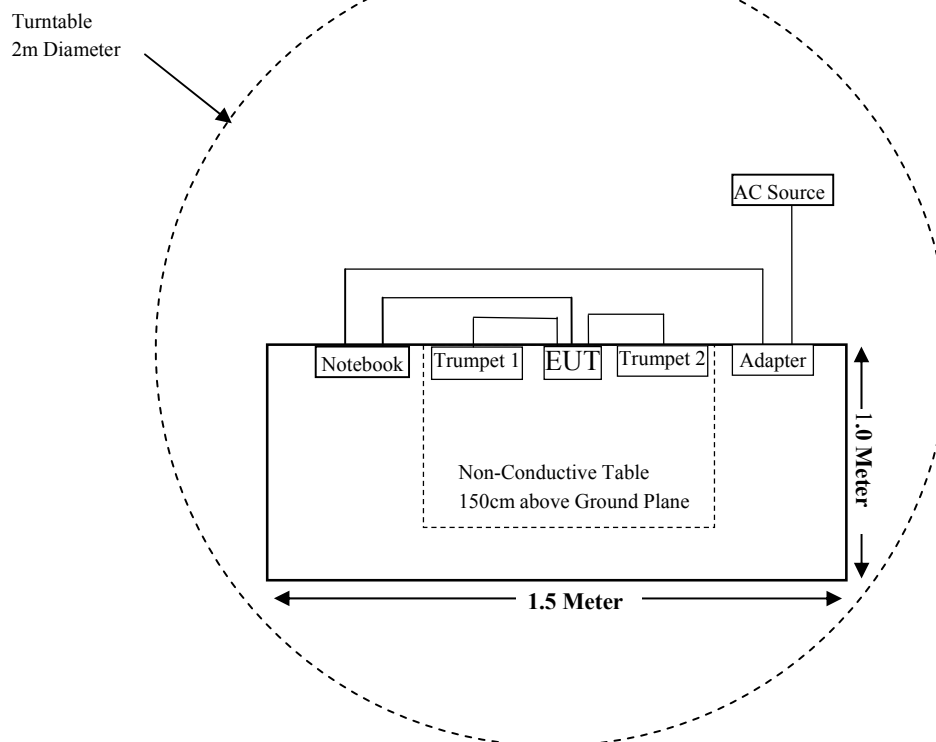 Turntable
2m Diameter
AC Source
Notebook
Trumpet 1
EUT
Trumpet 2
Adapter
1.0 Meter
Non-Conductive Table
150cm above Ground Plane
1.5 Meter